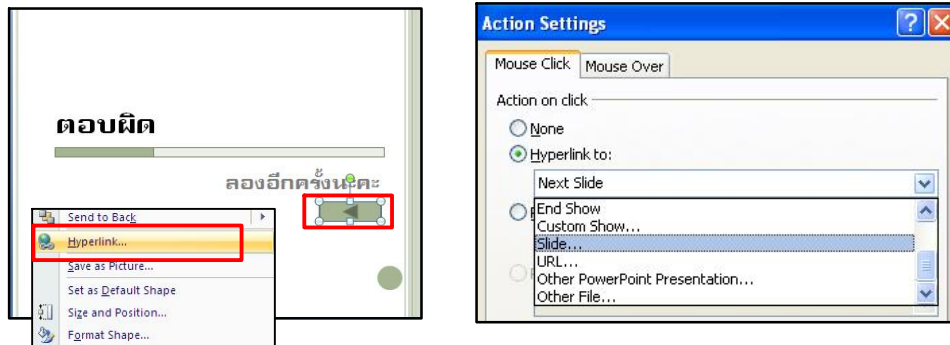 ตอบผิด
ลองอีกครั้งนะคะ
Send to Back
Hyperlink...
Save as Picture...
Set as Default Shape
Size and Position...
Format Shape...
Action Settings
Mouse Click
Mouse Over
Action on click
None
Hyperlink to:
Next Slide
End Show
Custom Show...
Slide...
URL...
Other PowerPoint Presentation...
Other File...